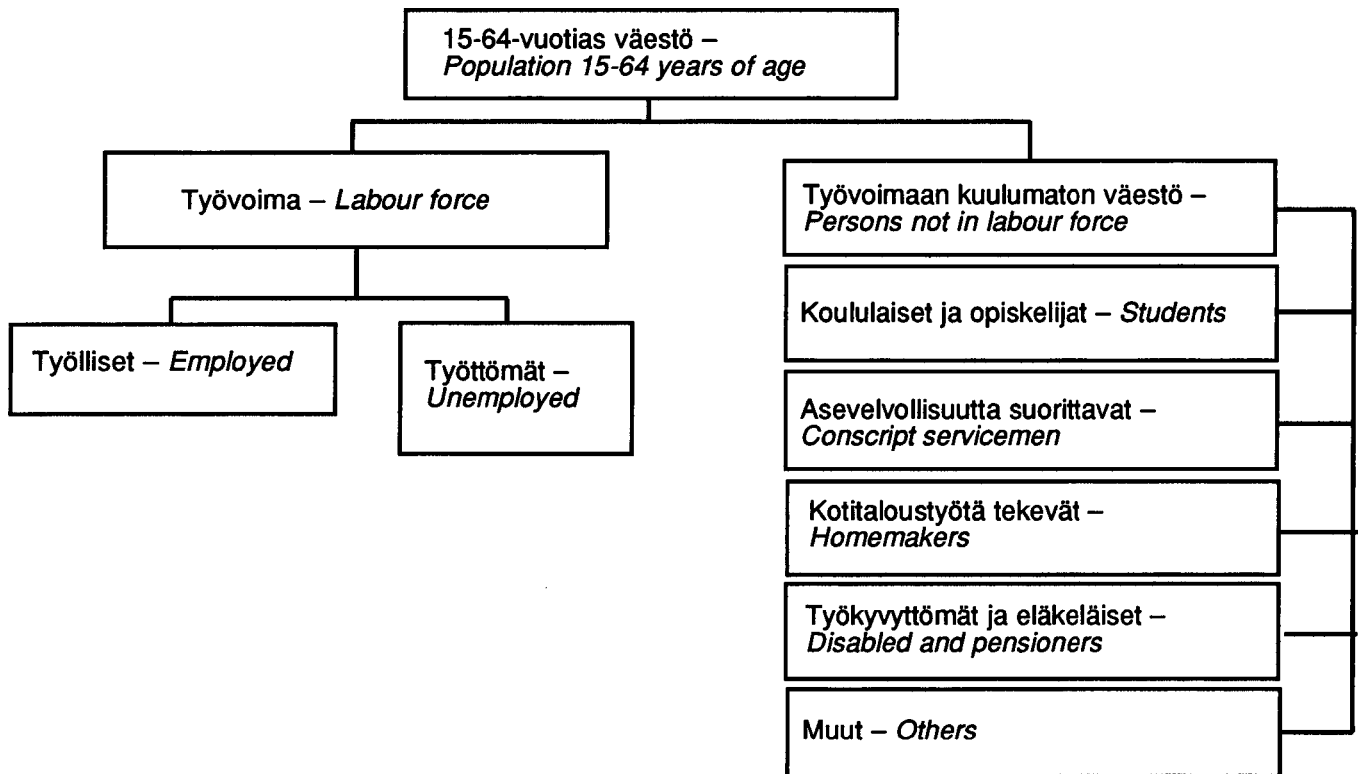 15-64-vuotias väestö –
Population 15-64 years of age
Työvoima – Labour force
Työvoimaan kuulumaton väestö –
Persons not in labour force
Työlliset – Employed
Työttömät –
Unemployed
Koululaiset ja opiskelijat – Students
Asevelvollisuutta suorittavat –
Conscript servicemen
Kotitaloustyötä tekevät –
Homemakers
Työkyvyttömät ja eläkeläiset –
Disabled and pensioners
Muut – Others